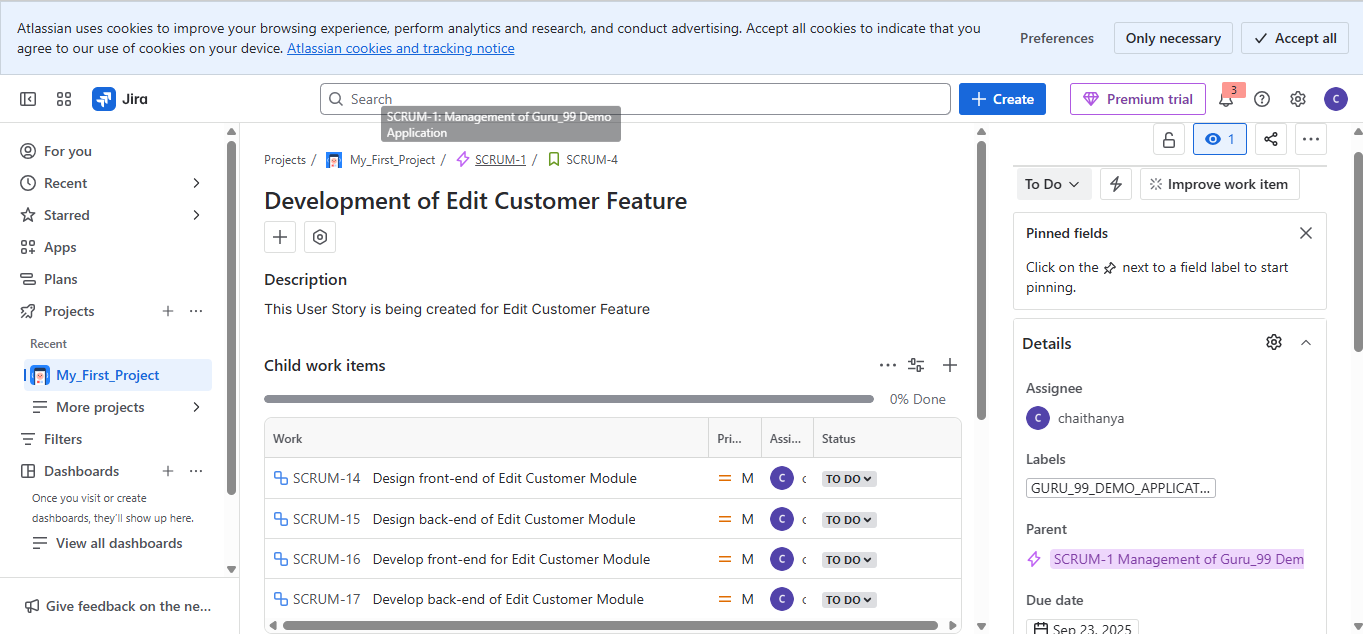 Atlassian uses cookies to improve your browsing experience, perform analytics and research, and conduct advertising. Accept all cookies to indicate that you
agree to our use of cookies on your device. Atlassian cookies and tracking notice
Preferences
Only necessary
Accept all
Jira
Search
Create
Premium trial
3
C
SCRUM-1: Management of Guru_99 Demo
Application
For you
Recent
Starred
Apps
Plans
Projects
Recent
My_First_Project
More projects
Filters
Dashboards
Once you visit or create
dashboards, they'll show up here.
View all dashboards
Give feedback on the ne...
Projects / My_First_Project / SCRUM-1 / SCRUM-4
Development of Edit Customer Feature
Description
This User Story is being created for Edit Customer Feature
Child work items
0% Done
Work Pri... Assi... Status
SCRUM-14 Design front-end of Edit Customer Module M C c TO DO
SCRUM-15 Design back-end of Edit Customer Module M C c TO DO
SCRUM-16 Develop front-end for Edit Customer Module M C c TO DO
SCRUM-17 Develop back-end of Edit Customer Module M C c TO DO
1
To Do
Improve work item
Pinned fields
Click on the next to a field label to start
pinning.
Details
Assignee
C chaithanya
Labels
GURU_99_DEMO_APPLICAT...
Parent
SCRUM-1 Management of Guru_99 Dem
Due date
Sep 23, 2025